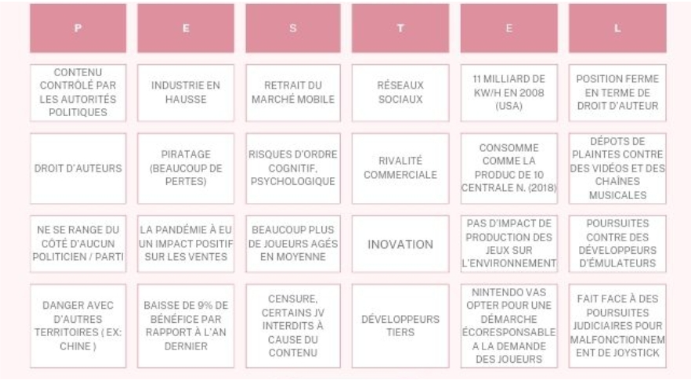 P
E
S
T
E
L
CONTENU
CONTRÔLÉ PAR
LES AUTORITÉS
POLITIQUES
INDUSTRIE EN
HAUSSE
RETRAIT DU
MARCHÉ MOBILE
RÉSEAUX
SOCIAUX
11 MILLIARD DE
KW/H EN 2008
(USA)
POSITION FERME
EN TERME DE
DROIT D'AUTEUR
DROIT D'AUTEURS
PIRATAGE
(BEAUCOUP DE
PERTES)
RISQUES D'ORDRE
COGNITIF,
PSYCHOLOGIQUE
RIVALITÉ
COMMERCIALE
CONSOMME
COMME LA
PRODUC DE 10
CENTRALE N. (2018)
DÉPOTS DE
PLAINTES CONTRE
DES VIDÉOS ET DES
CHAÎNES
MUSICALES
NE SE RANGE DU
CÔTÉ D'AUCUN
POLITICIEN / PARTI
LA PANDÉMIE À EU
UN IMPACT POSITIF
SUR LES VENTES
BEAUCOUP PLUS
DE JOUEURS AGÉS
EN MOYENNE
INOVATION
PAS D'IMPACT DE
PRODUCTION DES
JEUX SUR
L'ENVIRONNEMENT
POURSUITES
CONTRE DES
DÉVELOPPEURS
D'ÉMULATEURS
DANGER AVEC
D'AUTRES
TERRITOIRES ( EX:
CHINE )
BAISSE DE 9% DE
BÉNÉFICE PAR
RAPPORT À L'AN
DERNIER
CENSURE,
CERTAINS JV
INTERDITS À
CAUSE DU
CONTENU
DÉVELOPPEURS
TIERS
NINTENDO VAS
OPTER POUR UNE
DÉMARCHE
ÉCORESPONSABLE
A LA DEMANDE
DES JOUEURS
FAIT FACE À DES
POURSUITES
JUDICIAIRES POUR
MALFONCTIONNEM
ENT DE JOYSTICK